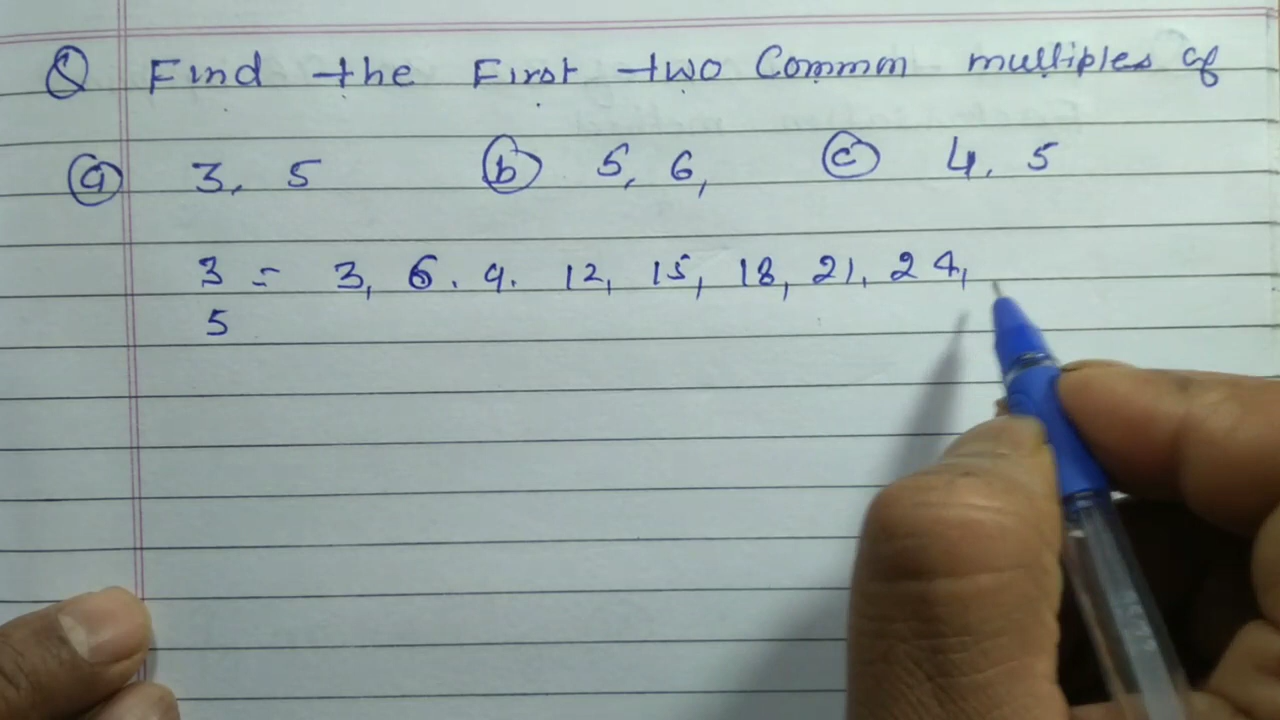 Q Find the First two Common multiples of
(a) 3, 5 (b) 5, 6, (c) 4, 5
3 = 3, 6. 9. 12, 15, 18, 21, 24,
5